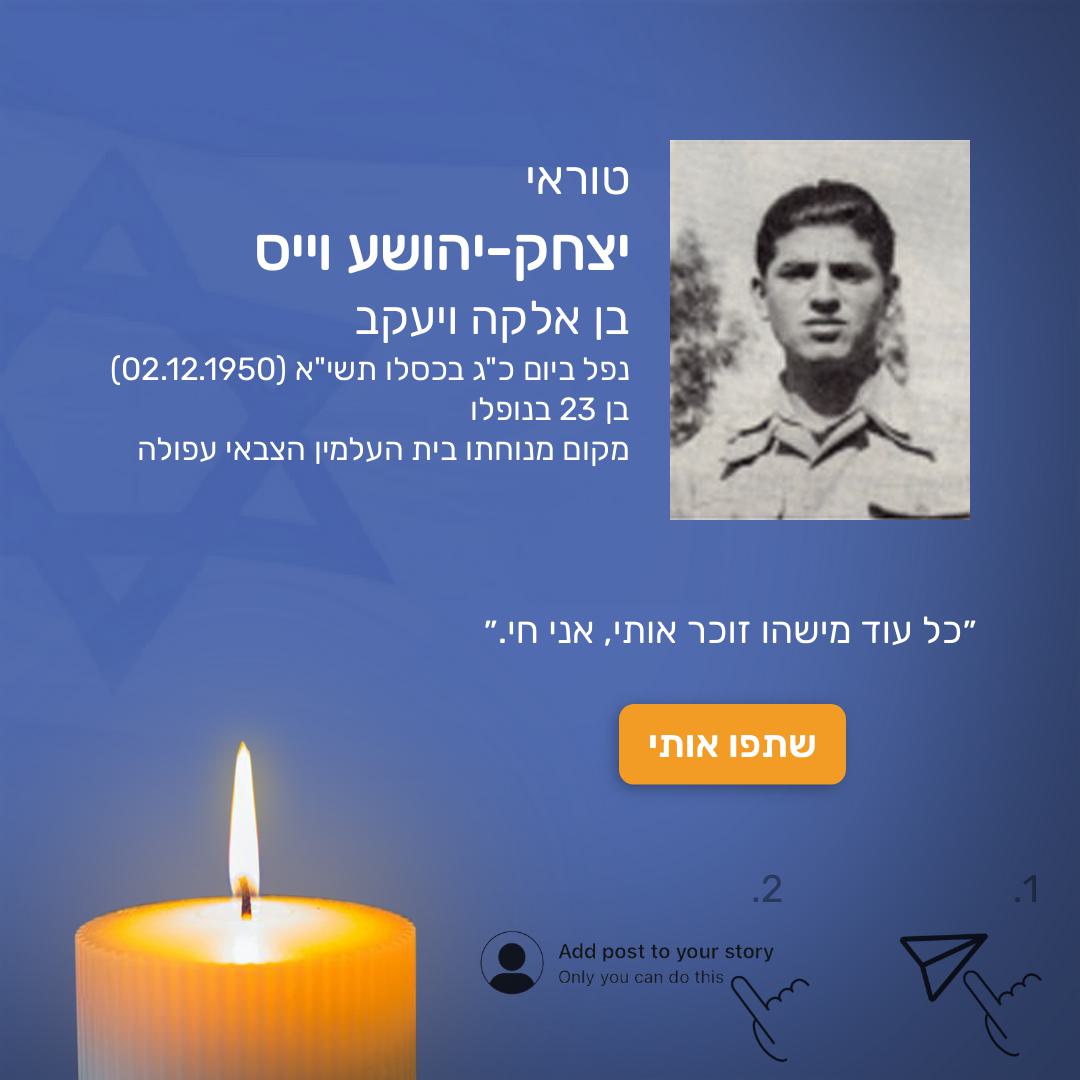 טוראי
יצחק-יהושע וייס
בן אלקה ויעקב
נפל ביום כ"ג בכסלו תשי"א (02.12.1950)
בן 23 בנופלו
מקום מנוחתו בית העלמין הצבאי עפולה
״כל עוד מישהו זוכר אותי, אני חי.״
שתפו אותי
1.
2.
Add post to your story
Only you can do this